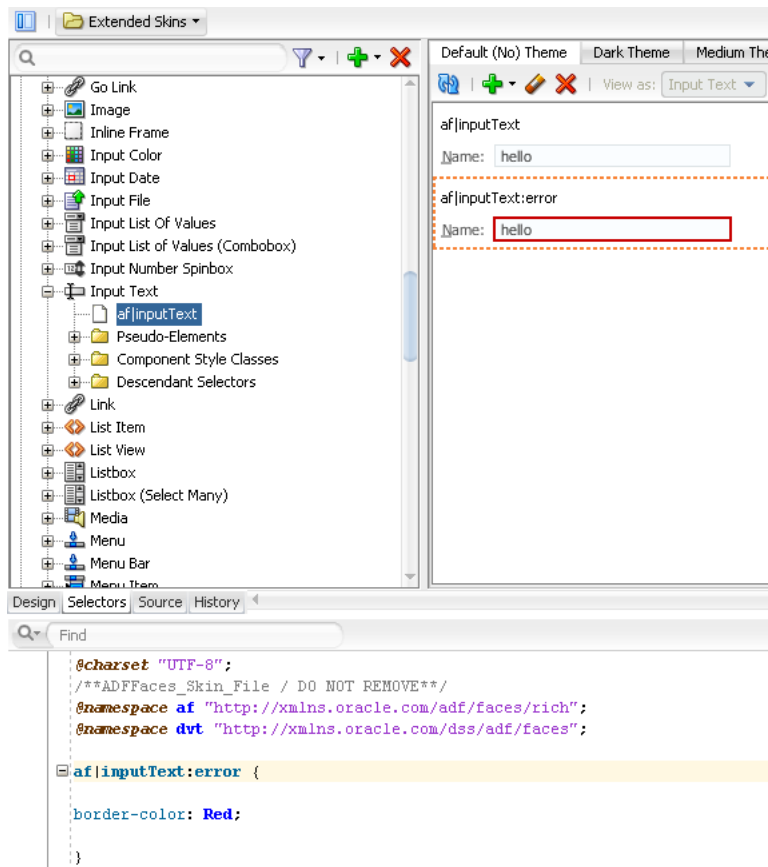 Extended Skins
Go Link
Image
Inline Frame
Input Color
Input Date
Input File
Input List Of Values
Input List of Values (Combobox)
Input Number Spinbox
Input Text
af|inputText
Pseudo-Elements
Component Style Classes
Descendant Selectors
Link
List Item
List View
Listbox
Listbox (Select Many)
Media
Menu
Menu Bar
Menu Item
Default (No) Theme Dark Theme Medium The
View as: Input Text
af|inputText
Name: hello
af|inputText:error
Name: hello
Design Selectors Source History
Find
@charset "UTF-8";
/**ADFFaces_Skin_File / DO NOT REMOVE**/
@namespace af "http://xmlns.oracle.com/adf/faces/rich";
@namespace dvt "http://xmlns.oracle.com/dss/adf/faces";
af|inputText:error {
border-color: Red;
}